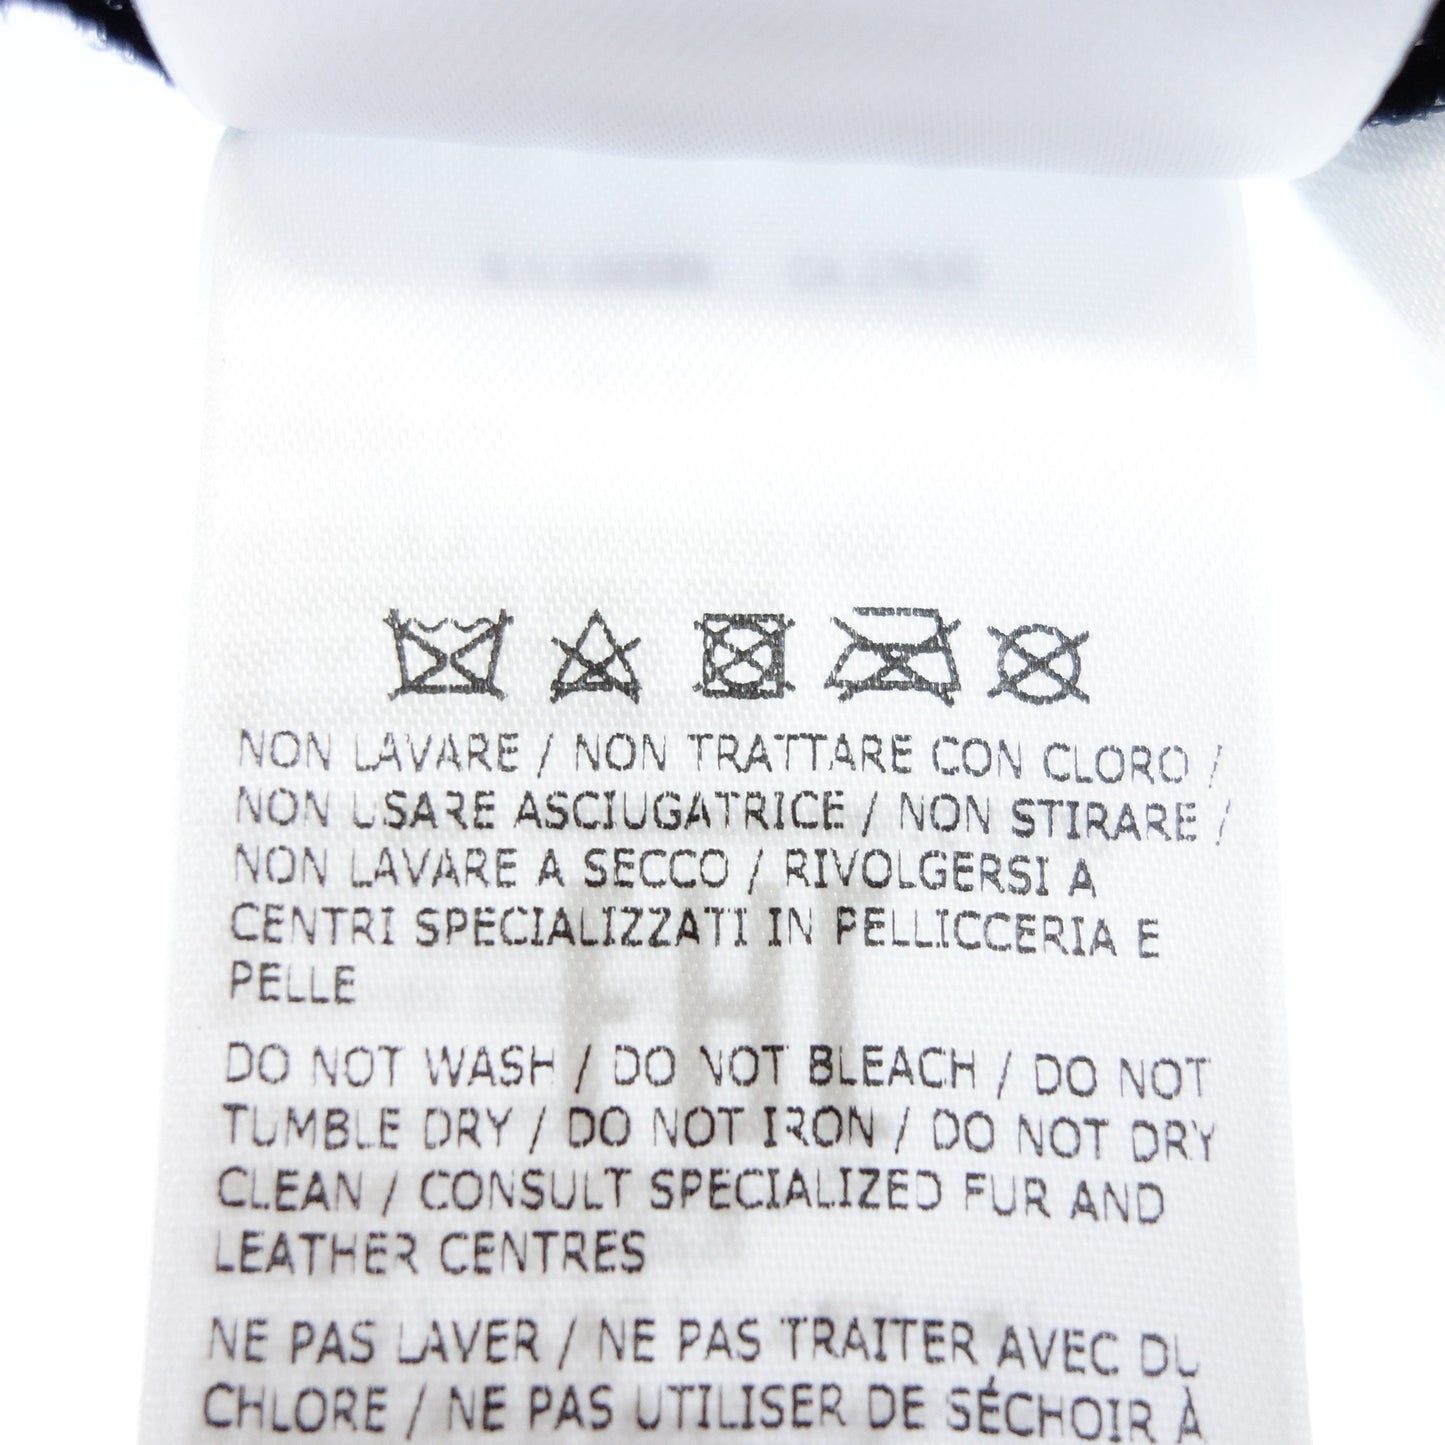 NON LAVARE / NON TRATTARE CON CLORO /
NON USARE ASCIUGATRICE / NON STIRARE /
NON LAVARE A SECCO / RIVOLGERSI A
CENTRI SPECIALIZZATI IN PELLICCERIA E
PELLE
DO NOT WASH / DO NOT BLEACH / DO NOT
TUMBLE DRY / DO NOT IRON / DO NOT DRY
CLEAN / CONSULT SPECIALIZED FUR AND
LEATHER CENTRES
NE PAS LAVER / NE PAS TRAITER AVEC DU
CHLORE / NE PAS UTILISER DE SÉCHOIR À